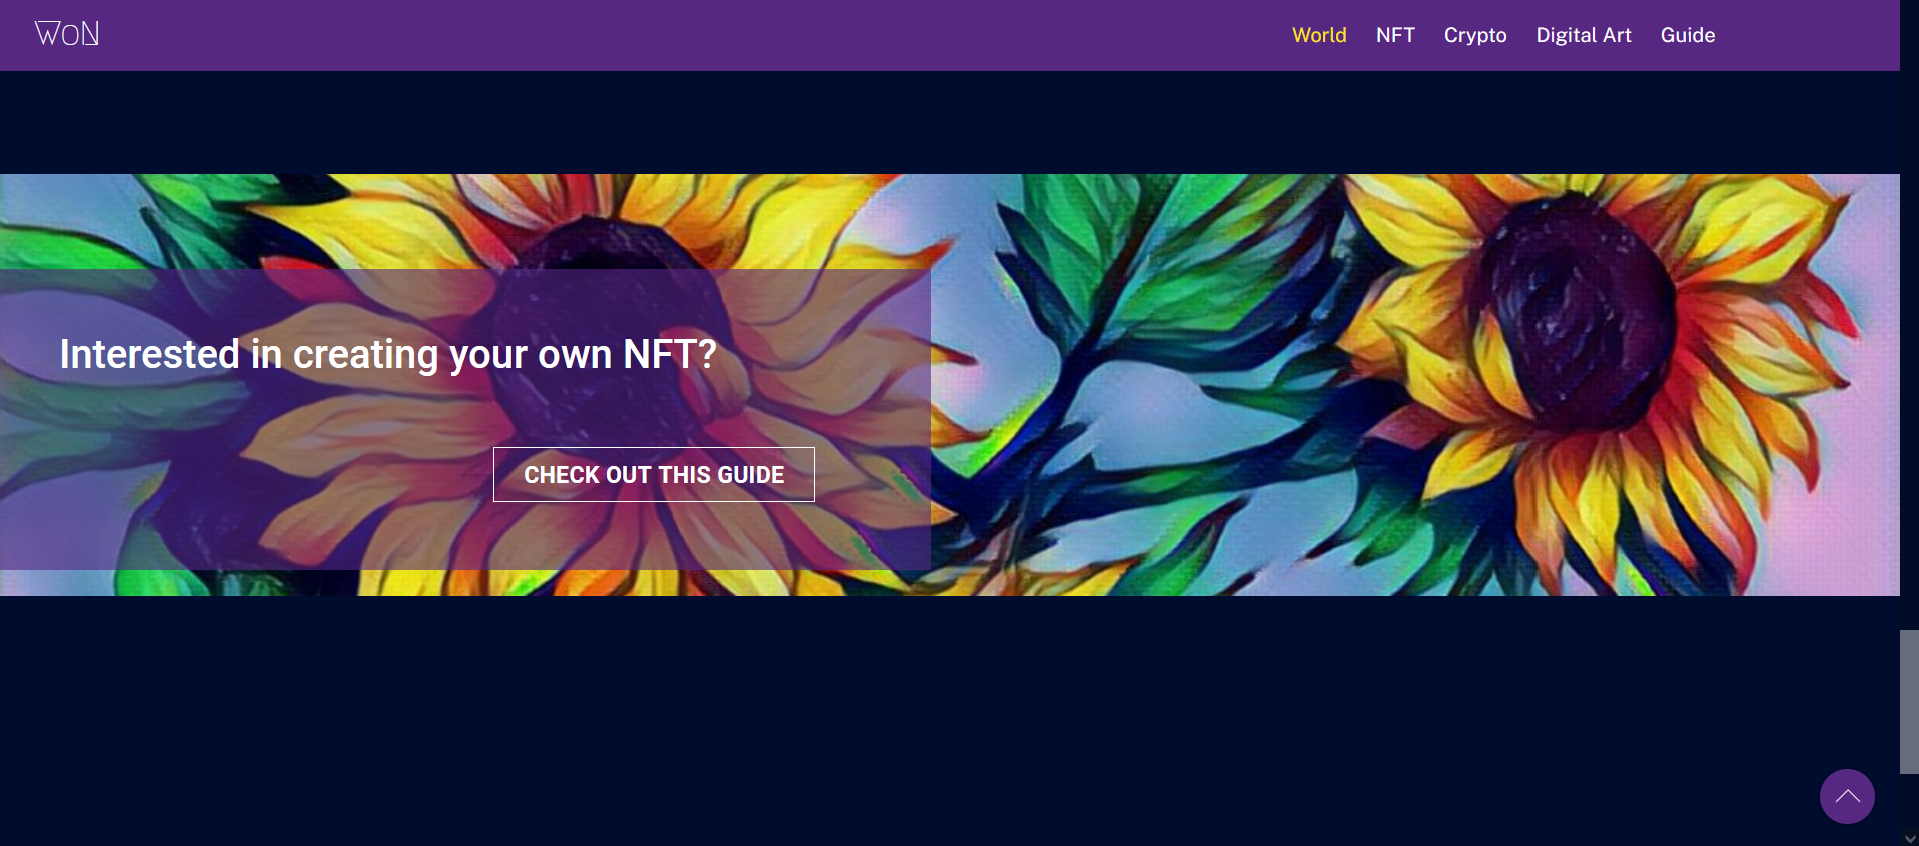 WoN
World NFT Crypto Digital Art Guide
Interested in creating your own NFT?
CHECK OUT THIS GUIDE